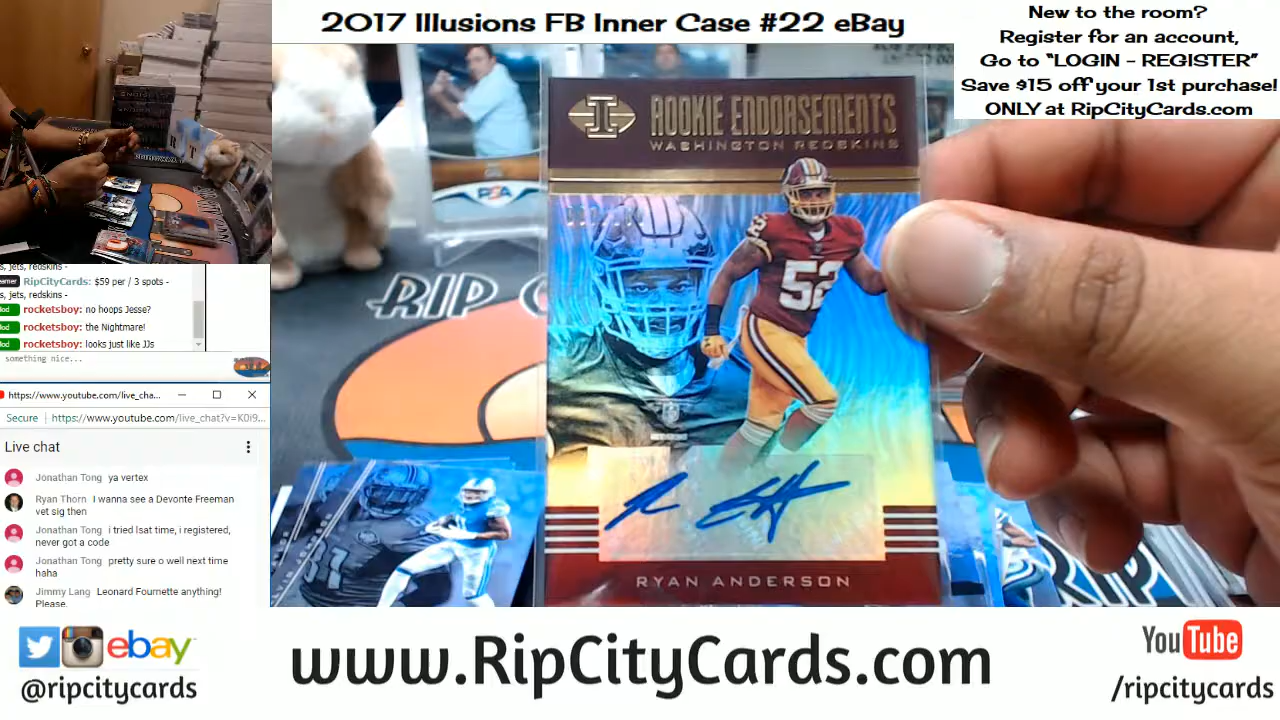 2017 Illusions FB Inner Case #22 eBay
New to the room?
Register for an account,
Go to "LOGIN - REGISTER"
Save $15 off your 1st purchase!
ONLY at RipCityCards.com
ROOKIE ENDORSEMENTS
WASHINGTON REDSKINS
PSA
RIP
52
52
RYAN ANDERSON
RIP
s, jets, redskins -
RipCityCards: $59 per / 3 spots -
s, jets, redskins -
rocketsboy: no hoops Jesse?
rocketsboy: the Nightmare!
rocketsboy: looks just like JJs
something nice...
https://www.youtube.com/live_cha...
Secure
https://www.youtube.com/live_chat?v=K0i9...
Live chat
Jonathan Tong ya vertex
Ryan Thorn I wanna see a Devonte Freeman
vet sig then
Jonathan Tong i tried lsat time, i registered,
never got a code
Jonathan Tong pretty sure o well next time
haha
Jimmy Lang Leonard Fournette anything!
Please.
ebay
@ripcitycards
www.RipCityCards.com
YouTube
/ripcitycards